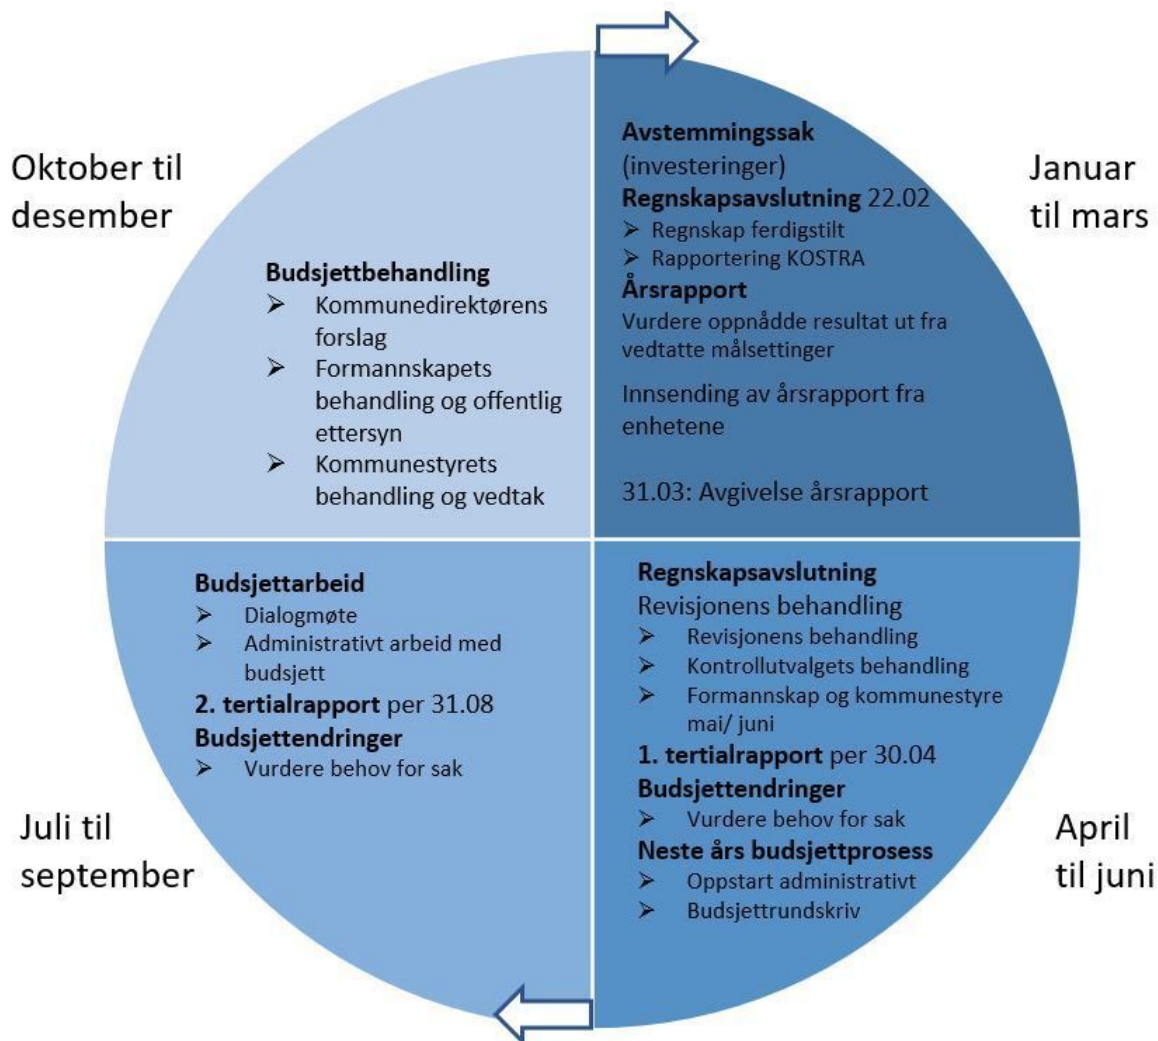 Januar
til mars
Avstemmingssak
(investeringer)
Regnskapsavslutning 22.02
➢ Regnskap ferdigstilt
➢ Rapportering KOSTRA
Årsrapport
Vurdere oppnådde resultat ut fra
vedtatte målsettinger
Innsending av årsrapport fra
enhetene
31.03: Avgivelse årsrapport
April
til juni
Regnskapsavslutning
Revisjonens behandling
➢ Revisjonens behandling
➢ Kontrollutvalgets behandling
➢ Formannskap og kommunestyre
mai/ juni
1. tertialrapport per 30.04
Budsjettendringer
➢ Vurdere behov for sak
Neste års budsjettprosess
➢ Oppstart administrativt
➢ Budsjettrundskriv
Juli til
september
Budsjettarbeid
➢ Dialogmøte
➢ Administrativt arbeid med
budsjett
2. tertialrapport per 31.08
Budsjettendringer
➢ Vurdere behov for sak
Oktober til
desember
Budsjettbehandling
➢ Kommunedirektørens
forslag
➢ Formannskapets
behandling og offentlig
ettersyn
➢ Kommunestyrets
behandling og vedtak